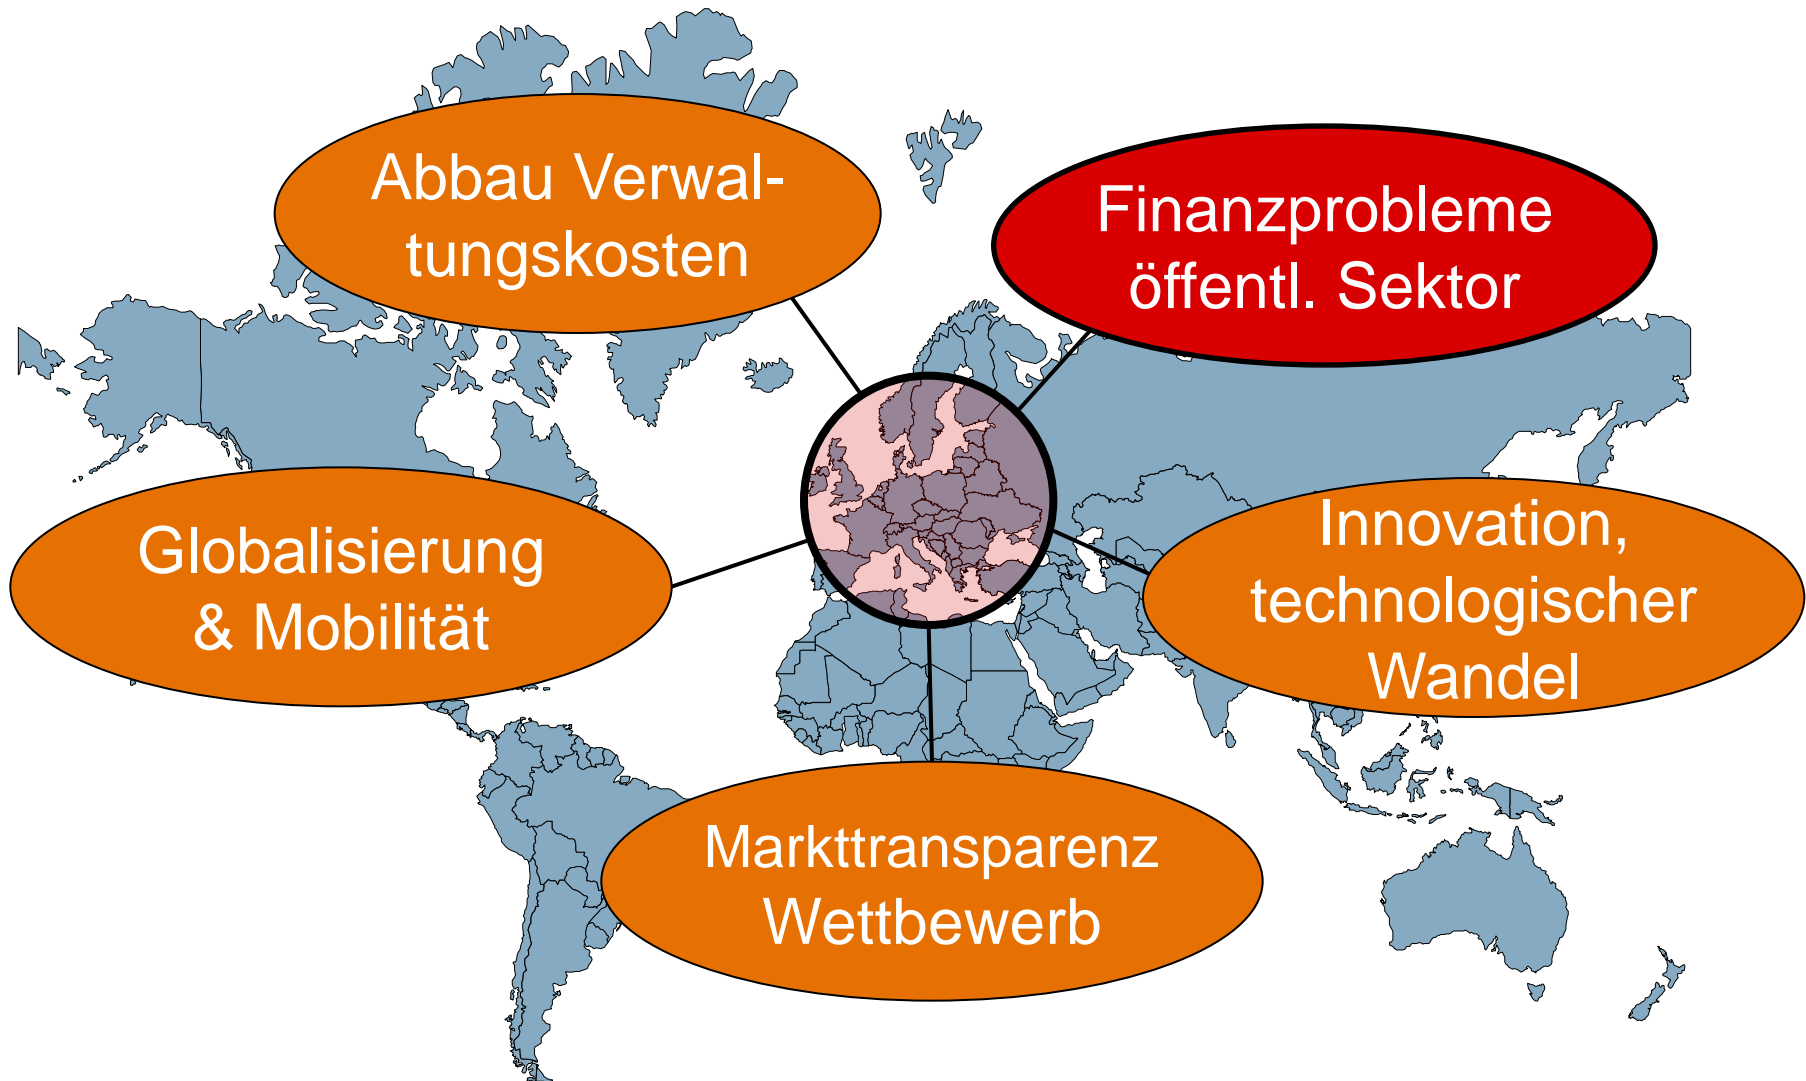 Abbau Verwal-
tungskosten
Finanzprobleme
öffentl. Sektor
Globalisierung
& Mobilität
Innovation,
technologischer
Wandel
Markttransparenz
Wettbewerb